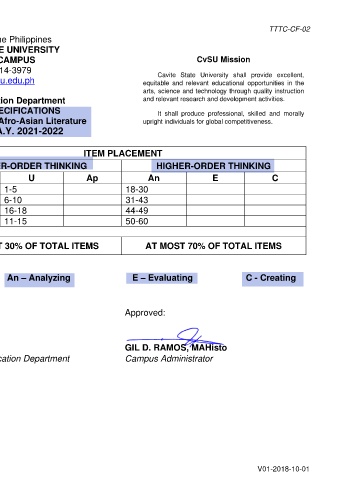 TTTC-CF-02
ne Philippines
E UNIVERSITY
CAMPUS
14-3979
u.edu.ph
tion Department
ECIFICATIONS
Afro-Asian Literature
A.Y. 2021-2022
CvSU Mission
Cavite State University shall provide excellent,
equitable and relevant educational opportunities in the
arts, science and technology through quality instruction
and relevant research and development activities.
It shall produce professional, skilled and morally
upright individuals for global competitiveness.
ITEM PLACEMENT
R-ORDER THINKING HIGHER-ORDER THINKING
U Ap An E C
1-5 18-30
6-10 31-43
16-18 44-49
11-15 50-60
T 30% OF TOTAL ITEMS AT MOST 70% OF TOTAL ITEMS
An – Analyzing E – Evaluating C - Creating
Approved:
GIL D. RAMOS, MAHisto
cation Department Campus Administrator
V01-2018-10-01